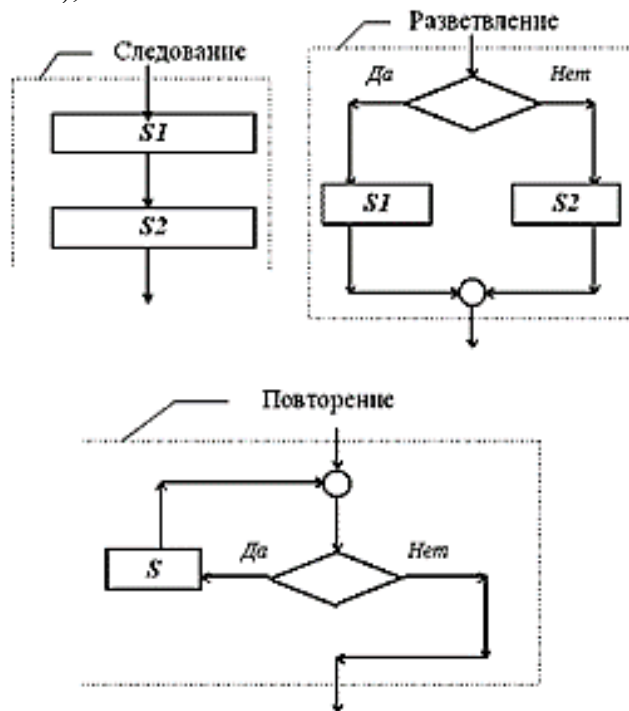 ),,
Следование
S1
S2
Разветвление
Да Нет
S1 S2
Повторение
Да Нет
S